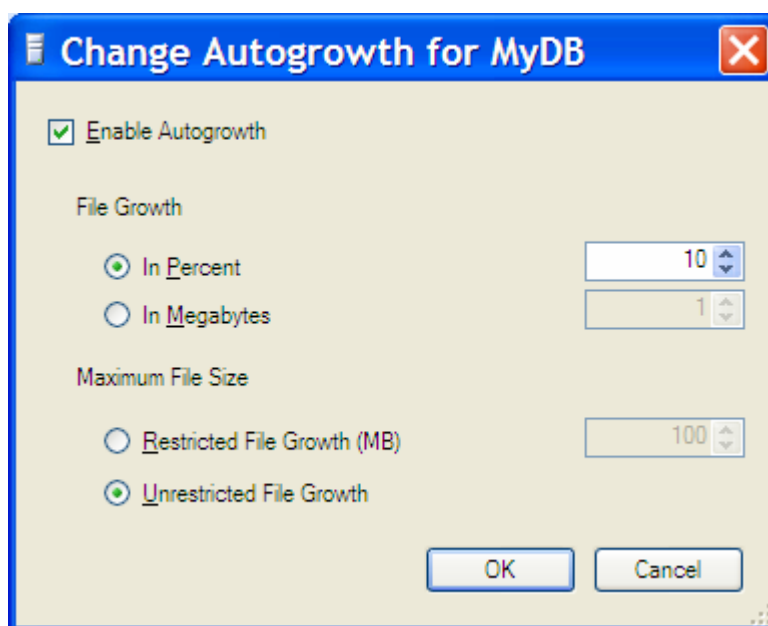 Change Autogrowth for MyDB
Enable Autogrowth
File Growth
In Percent 10
In Megabytes 1
Maximum File Size
Restricted File Growth (MB) 100
Unrestricted File Growth
OK Cancel